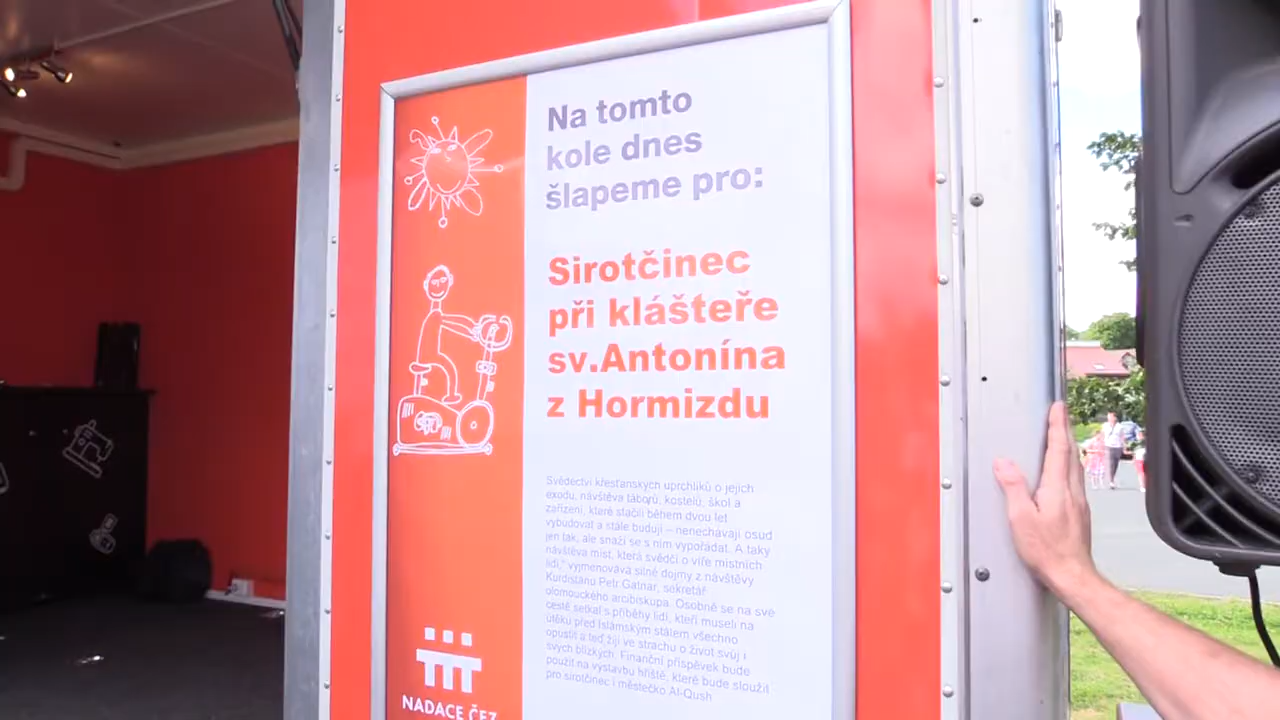 Na tomto
kole dnes
šlapeme pro:
Sirotčinec
při klášteře
sv.Antonína
z Hormizdu
Svědectví křesťanských uprchlíků o jejich
exodu, návštěva táborů, kostelů, škol a
zařízení, které stačili během dvou let
vybudovat a stále budují – nenechávají osud
jen tak, ale snaží se s ním vypořádat. A taky
návštěva míst, která svědčí o víře místních
lidí,“ vyjmenovává silné dojmy z návštěvy
Kurdistánu Petr Gatnar, sekretář
olomouckého arcibiskupa. Osobně se na své
cestě setkal s příběhy lidí, kteří museli na
útěku před Islámským státem všechno
opustit a teď žijí ve strachu o život svůj i
svých blízkých. Finanční příspěvek bude
použit na výstavbu hřiště, které bude sloužit
pro sirotčinec i městečko Al-Qush
NADACE ČEZ